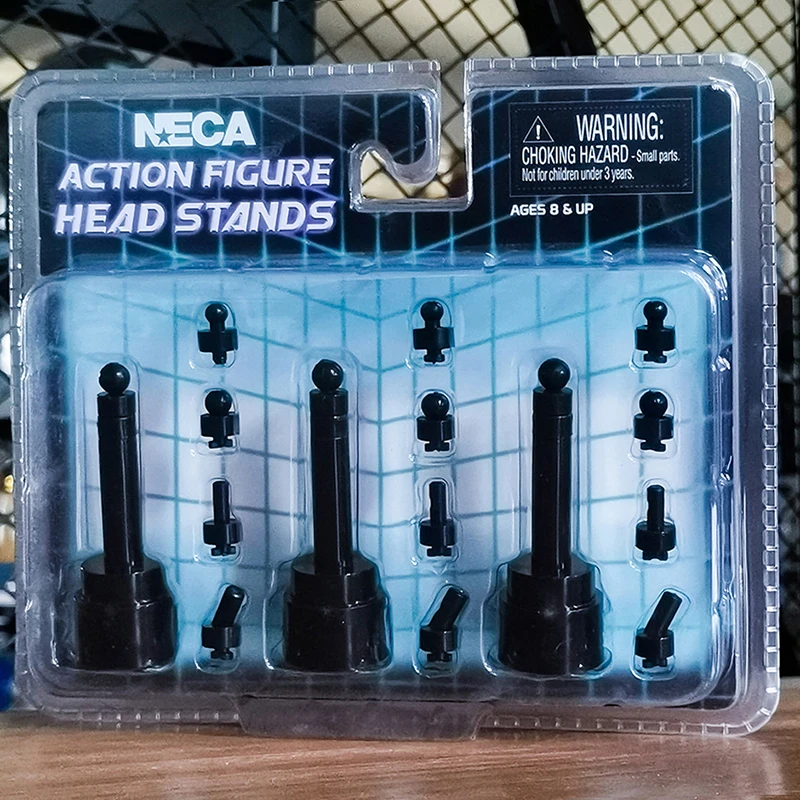 NECA
ACTION FIGURE
HEAD STANDS
WARNING:
CHOKING HAZARD - Small parts.
Not for children under 3 years.
AGES 8 & UP